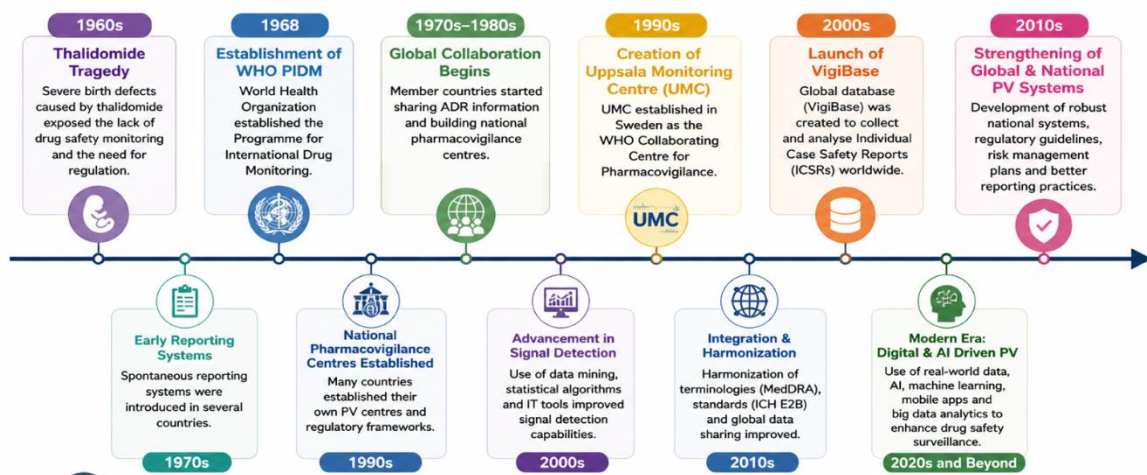 1960s
Thalidomide
Tragedy
Severe birth defects
caused by thalidomide
exposed the lack of
drug safety monitoring
and the need for
regulation.
1968
Establishment of
WHO PIDM
World Health
Organization
established the
Programme for
International Drug
Monitoring.
1970s–1980s
Global Collaboration
Begins
Member countries started
sharing ADR information
and building national
pharmacovigilance
centres.
1990s
Creation of
Uppsala Monitoring
Centre (UMC)
UMC established in
Sweden as the
WHO Collaborating
Centre for
Pharmacovigilance.
UMC
2000s
Launch of
VigiBase
Global database
(VigiBase) was
created to collect
and analyse Individual
Case Safety Reports
(ICSRs) worldwide.
2010s
Strengthening of
Global & National
PV Systems
Development of robust
national systems,
regulatory guidelines,
risk management
plans and better
reporting practices.
Early Reporting
Systems
Spontaneous reporting
systems were
introduced in several
countries.
1970s
National
Pharmacovigilance
Centres Established
Many countries
established their
own PV centres and
regulatory frameworks.
1990s
Advancement in
Signal Detection
Use of data mining,
statistical algorithms
and IT tools improved
signal detection
capabilities.
2000s
Integration &
Harmonization
Harmonization of
terminologies (MedDRA),
standards (ICH E2B)
and global data
sharing improved.
2010s
Modern Era:
Digital & AI Driven PV
Use of real-world data,
AI, machine learning,
mobile apps and
big data analytics to
enhance drug safety
surveillance.
2020s and Beyond